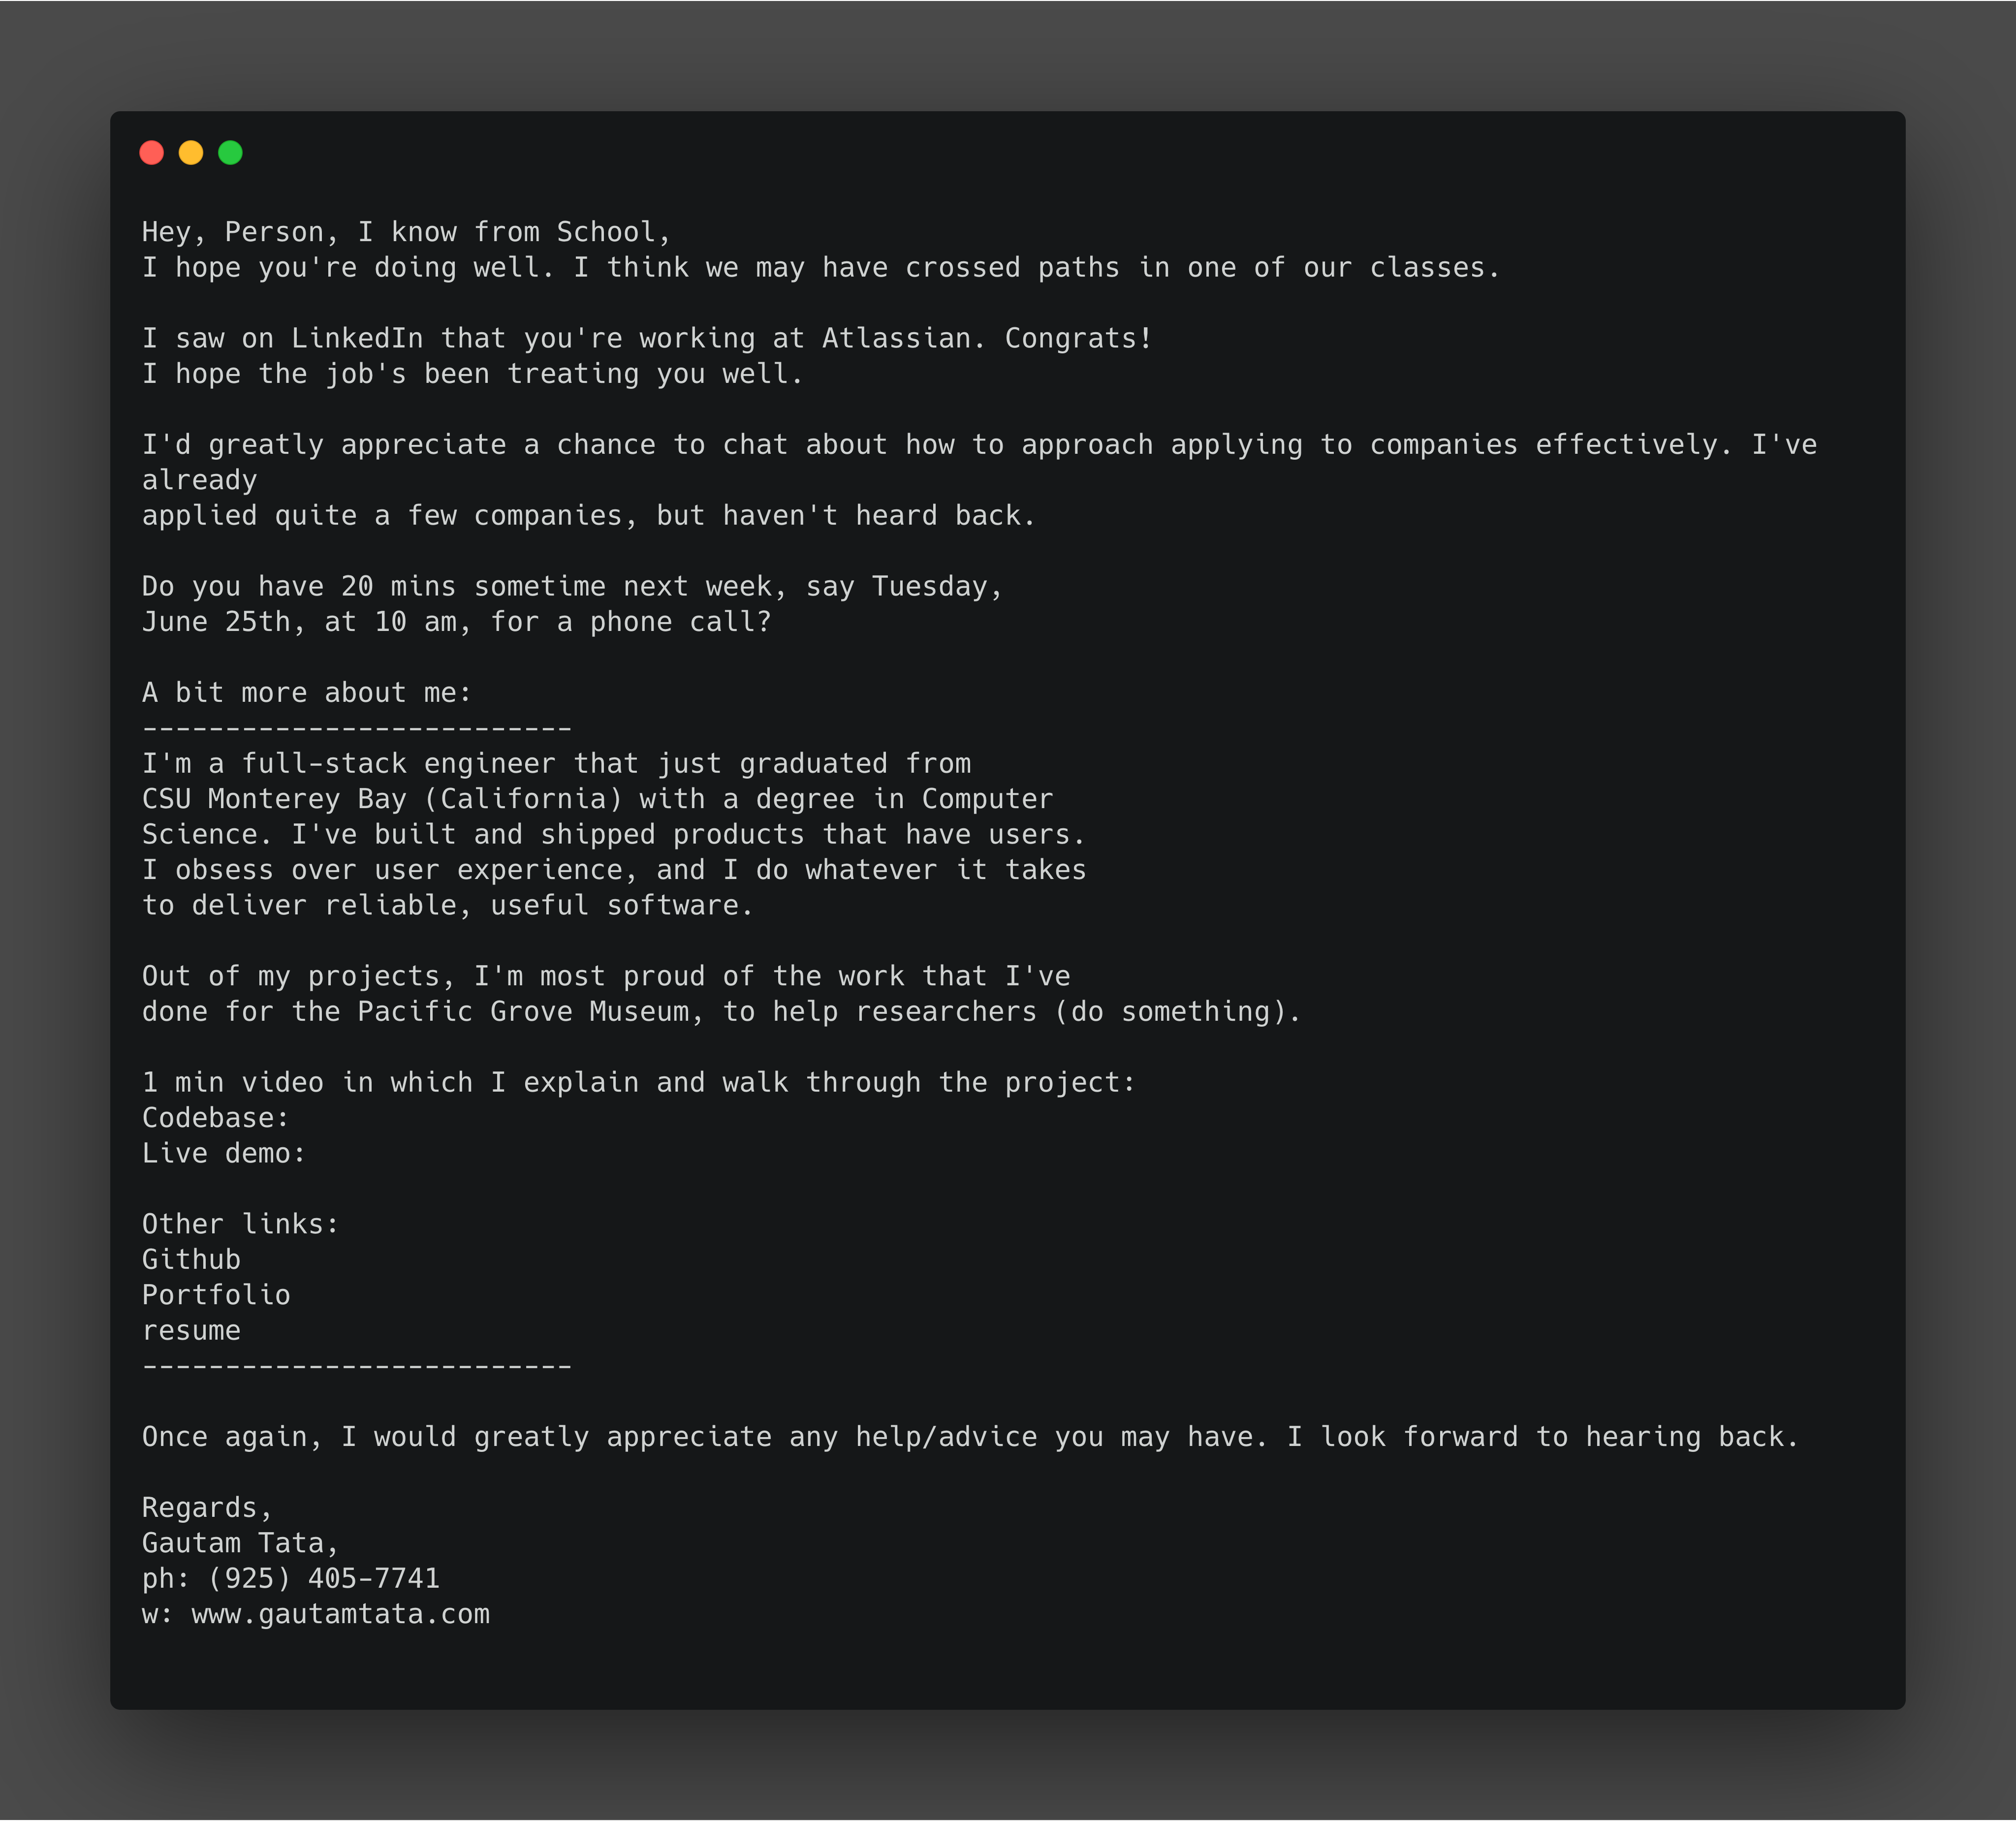 Hey, Person, I know from School,
I hope you're doing well. I think we may have crossed paths in one of our classes.
I saw on LinkedIn that you're working at Atlassian. Congrats!
I hope the job's been treating you well.
I'd greatly appreciate a chance to chat about how to approach applying to companies effectively. I've
already
applied quite a few companies, but haven't heard back.
Do you have 20 mins sometime next week, say Tuesday,
June 25th, at 10 am, for a phone call?
A bit more about me:
--------------------------
I'm a full-stack engineer that just graduated from
CSU Monterey Bay (California) with a degree in Computer
Science. I've built and shipped products that have users.
I obsess over user experience, and I do whatever it takes
to deliver reliable, useful software.
Out of my projects, I'm most proud of the work that I've
done for the Pacific Grove Museum, to help researchers (do something).
1 min video in which I explain and walk through the project:
Codebase:
Live demo:
Other links:
Github
Portfolio
resume
--------------------------
Once again, I would greatly appreciate any help/advice you may have. I look forward to hearing back.
Regards,
Gautam Tata,
ph: (925) 405-7741
w: www.gautamtata.com